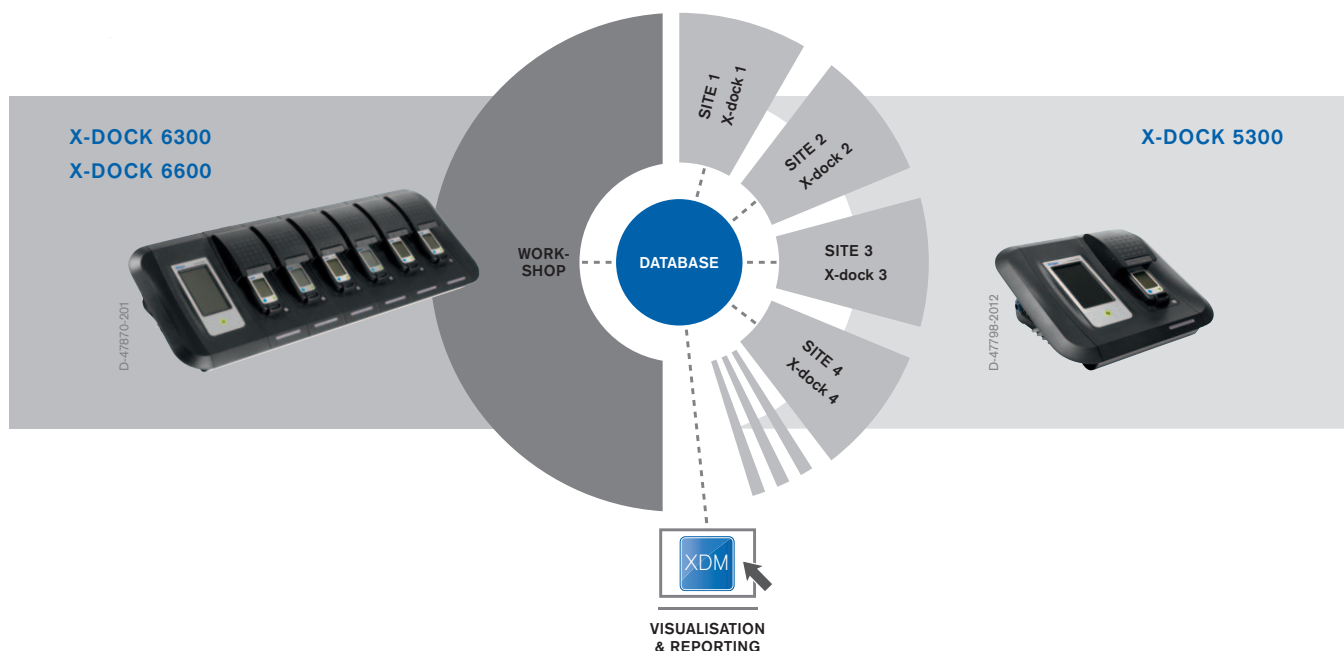 X-DOCK 6300
X-DOCK 6600
D-47870-201
WORK-
SHOP
DATABASE
SITE 1
X-dock 1
SITE 2
X-dock 2
SITE 3
X-dock 3
SITE 4
X-dock 4
X-DOCK 5300
D-47798-2012
XDM
VISUALISATION
& REPORTING